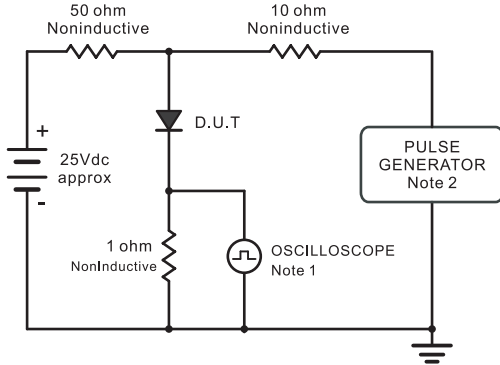 50 ohm
Noninductive
10 ohm
Noninductive
D.U.T
+
25Vdc
approx
-
PULSE
GENERATOR
Note 2
1 ohm
NonInductive
OSCILLOSCOPE
Note 1